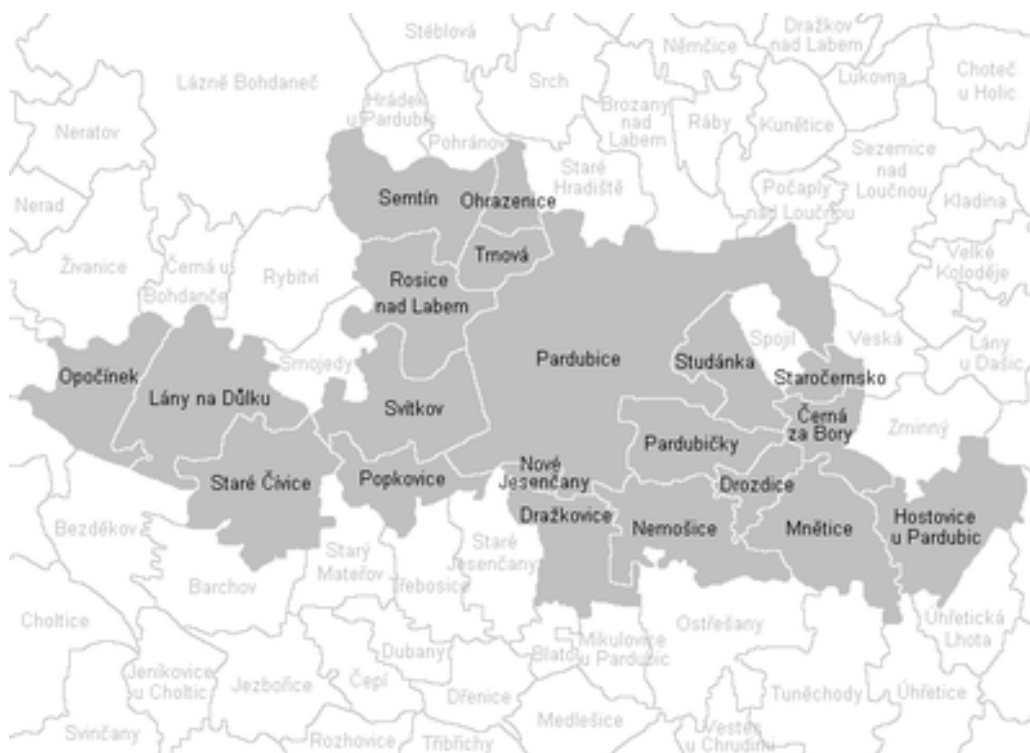 Stéblová
Němčice
Dražkov
nad Labem
Lázně Bohdaneč
Srch
Lukovna
Choteč
u Holic
Hrádek
u Pardubic
Brozany
nad
Labem
Ráby
Kunětice
Neratov
Pohránov
Sezemice
nad
Loučnou
Staré
Hradiště
Počaply
nad Loučnou
Kladina
Nerad
Semtín
Ohrazenice
Živanice
Černá u
Bohdanče
Rybitví
Trnová
Velké
Koloděje
Rosice
nad Labem
Opočínek
Srnojedy
Pardubice
Studánka
Spojil
Veská
Lány
u Dašic
Lány na Důlku
Svítkov
Staročernsko
Černá
za Bory
Zminný
Pardubičky
Staré Čívice
Popkovice
Nové
Jesenčany
Drozdice
Dražkovice
Nemošice
Mnětice
Hostovice
u Pardubic
Bezděkov
Barchov
Starý
Mateřov
Třebosice
Staré
Jesenčany
Choltice
Ostřešany
Úhřetická
Lhota
Jeníkovice
u Choltic
Jezbořice
Čepí
Dubany
Dřenice
Blato
Mikulovice
u Pardubic
Tuněchody
Úhřetice
Svinčany
Rozhovice
Tříbřichy
Medlešice
Vestec
u Chrudimi